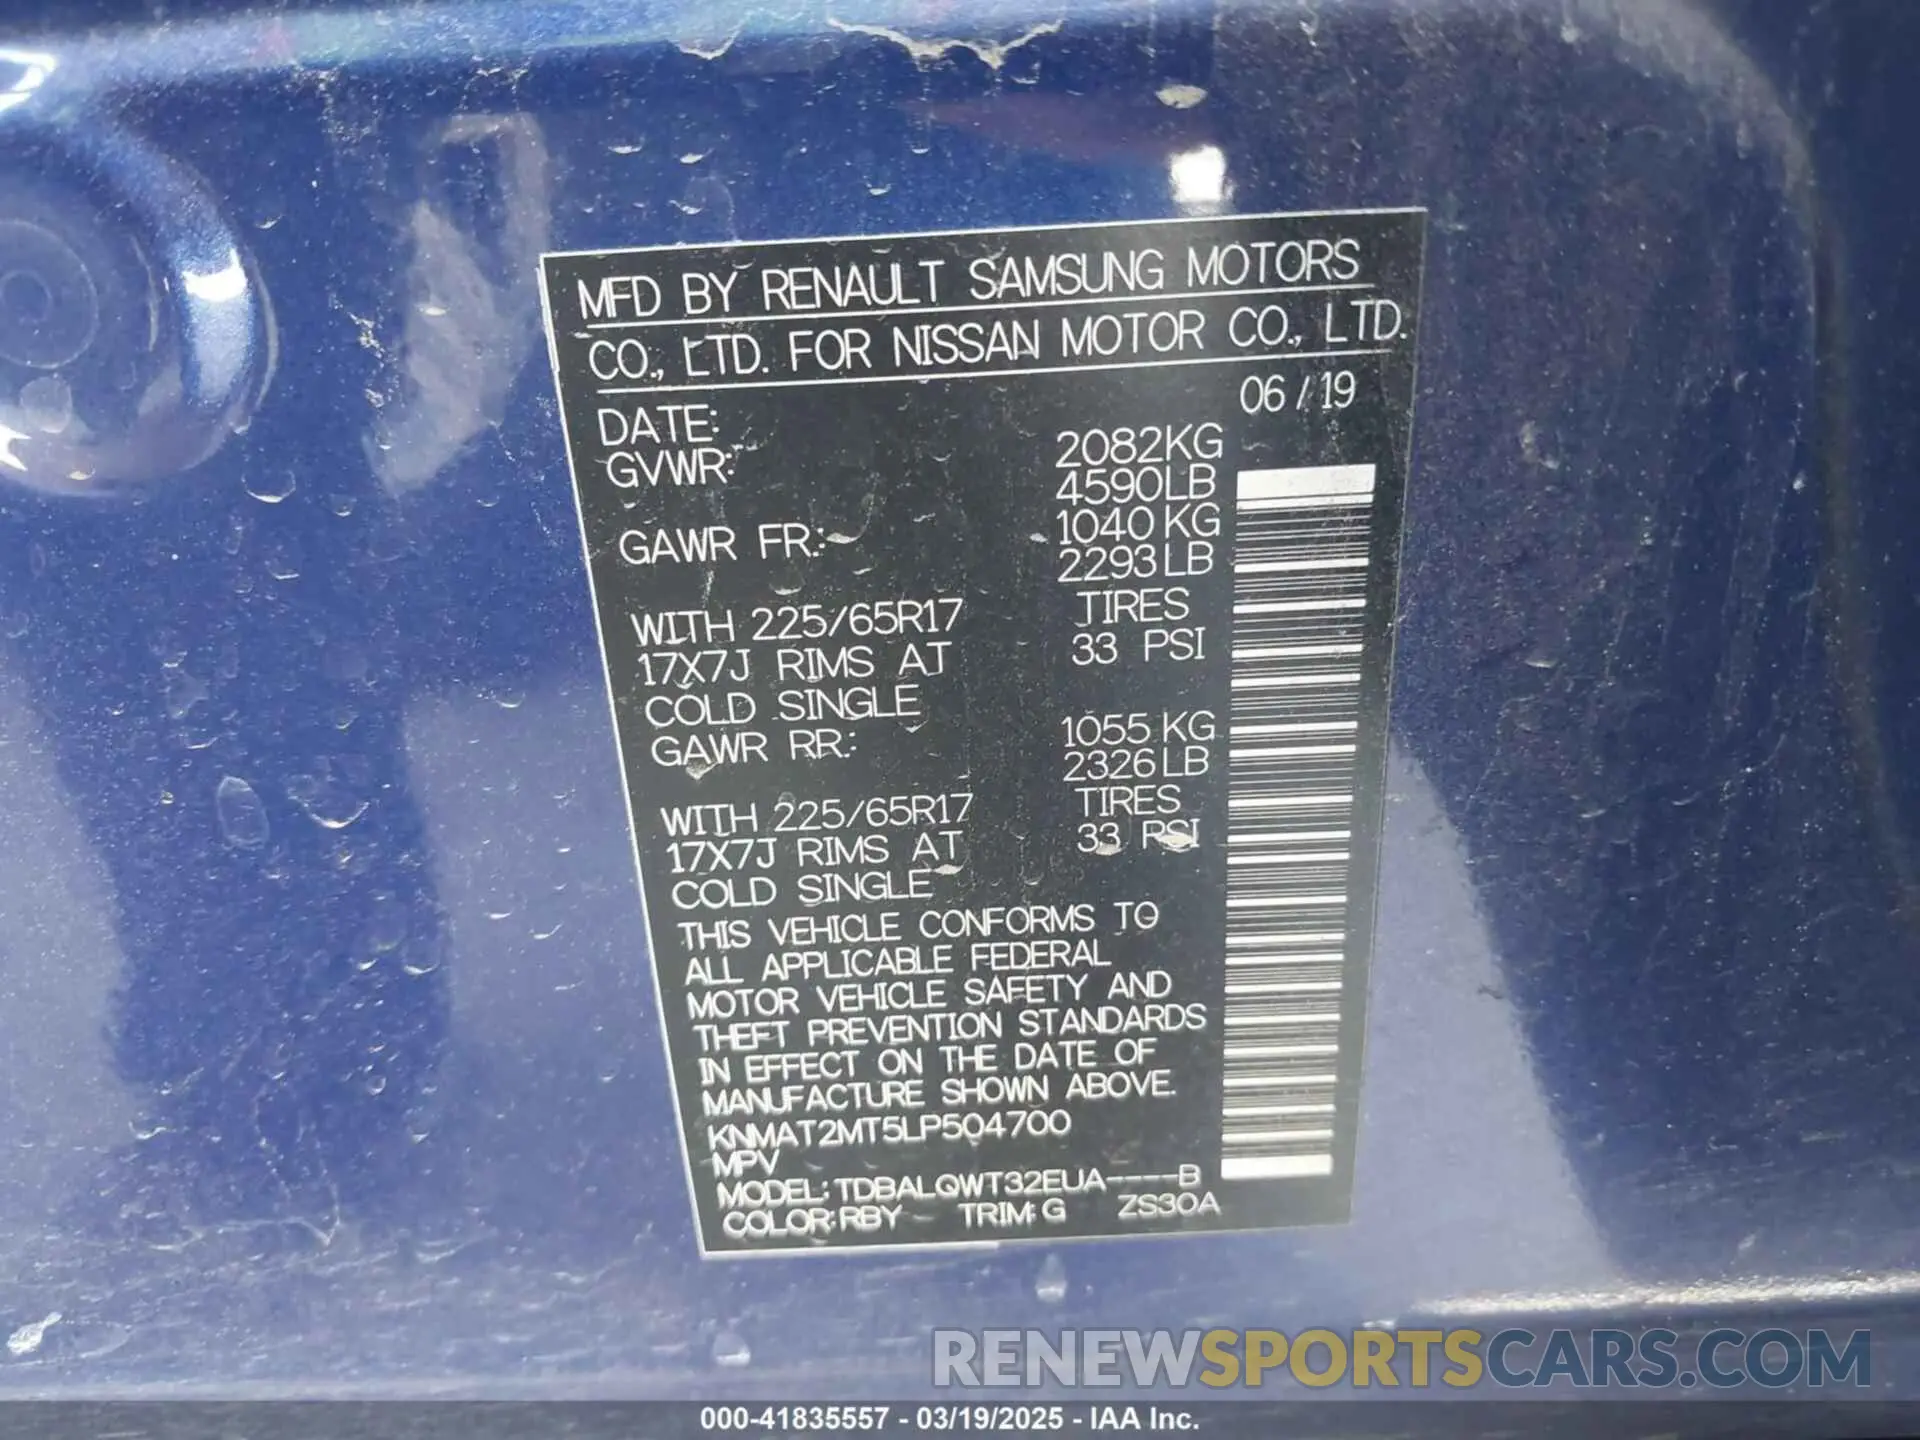 MFD BY RENAULT SAMSUNG MOTORS
CO., LTD. FOR NISSAN MOTOR CO., LTD.
DATE: 06 / 19
GVWR: 2082KG
4590LB
GAWR FR.: 1040 KG
2293 LB
WITH 225/65R17 TIRES
17X7J RIMS AT 33 PSI
COLD SINGLE
GAWR RR.: 1055 KG
2326 LB
WITH 225/65R17 TIRES
17X7J RIMS AT 33 PSI
COLD SINGLE
THIS VEHICLE CONFORMS TO
ALL APPLICABLE FEDERAL
MOTOR VEHICLE SAFETY AND
THEFT PREVENTION STANDARDS
IN EFFECT ON THE DATE OF
MANUFACTURE SHOWN ABOVE.
KNMAT2MT5LP504700
MPV
MODEL: TDBALQWT32EUA----B
COLOR: RBY TRIM: G ZS30A
RENEWSPORTSCARS.COM
000-41835557 - 03/19/2025 - IAA Inc.